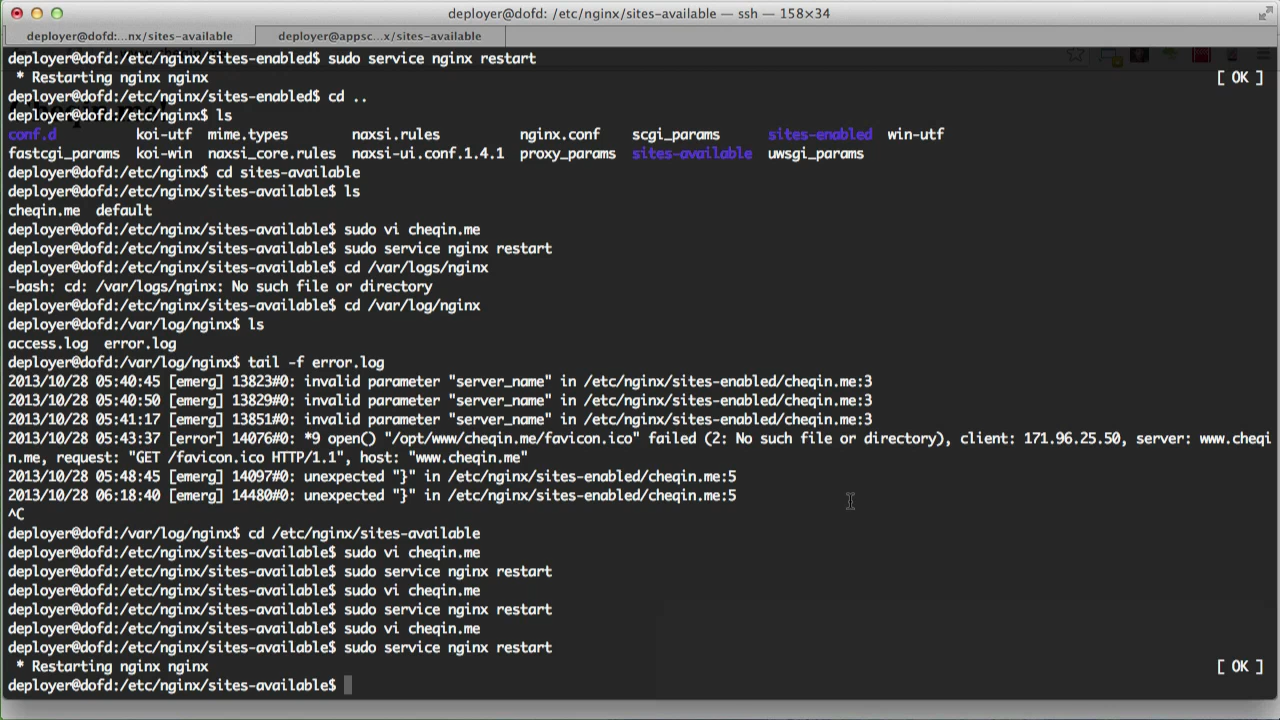 deployer@dofd: /etc/nginx/sites-available — ssh — 158×34
deployer@dofd:...nx/sites-available deployer@appsc...x/sites-available
deployer@dofd:/etc/nginx/sites-enabled$ sudo service nginx restart
* Restarting nginx nginx [ OK ]
deployer@dofd:/etc/nginx/sites-enabled$ cd ..
deployer@dofd:/etc/nginx$ ls
conf.d koi-utf mime.types naxsi.rules nginx.conf scgi_params sites-enabled win-utf
fastcgi_params koi-win naxsi_core.rules naxsi-ui.conf.1.4.1 proxy_params sites-available uwsgi_params
deployer@dofd:/etc/nginx$ cd sites-available
deployer@dofd:/etc/nginx/sites-available$ ls
cheqin.me default
deployer@dofd:/etc/nginx/sites-available$ sudo vi cheqin.me
deployer@dofd:/etc/nginx/sites-available$ sudo service nginx restart
deployer@dofd:/etc/nginx/sites-available$ cd /var/logs/nginx
-bash: cd: /var/logs/nginx: No such file or directory
deployer@dofd:/etc/nginx/sites-available$ cd /var/log/nginx
deployer@dofd:/var/log/nginx$ ls
access.log error.log
deployer@dofd:/var/log/nginx$ tail -f error.log
2013/10/28 05:40:45 [emerg] 13823#0: invalid parameter "server_name" in /etc/nginx/sites-enabled/cheqin.me:3
2013/10/28 05:40:50 [emerg] 13829#0: invalid parameter "server_name" in /etc/nginx/sites-enabled/cheqin.me:3
2013/10/28 05:41:17 [emerg] 13851#0: invalid parameter "server_name" in /etc/nginx/sites-enabled/cheqin.me:3
2013/10/28 05:43:37 [error] 14076#0: *9 open() "/opt/www/cheqin.me/favicon.ico" failed (2: No such file or directory), client: 171.96.25.50, server: www.cheqi
n.me, request: "GET /favicon.ico HTTP/1.1", host: "www.cheqin.me"
2013/10/28 05:48:45 [emerg] 14097#0: unexpected "}" in /etc/nginx/sites-enabled/cheqin.me:5
2013/10/28 06:18:40 [emerg] 14480#0: unexpected "}" in /etc/nginx/sites-enabled/cheqin.me:5
^C
deployer@dofd:/var/log/nginx$ cd /etc/nginx/sites-available
deployer@dofd:/etc/nginx/sites-available$ sudo vi cheqin.me
deployer@dofd:/etc/nginx/sites-available$ sudo service nginx restart
deployer@dofd:/etc/nginx/sites-available$ sudo vi cheqin.me
deployer@dofd:/etc/nginx/sites-available$ sudo service nginx restart
deployer@dofd:/etc/nginx/sites-available$ sudo vi cheqin.me
deployer@dofd:/etc/nginx/sites-available$ sudo service nginx restart
* Restarting nginx nginx [ OK ]
deployer@dofd:/etc/nginx/sites-available$